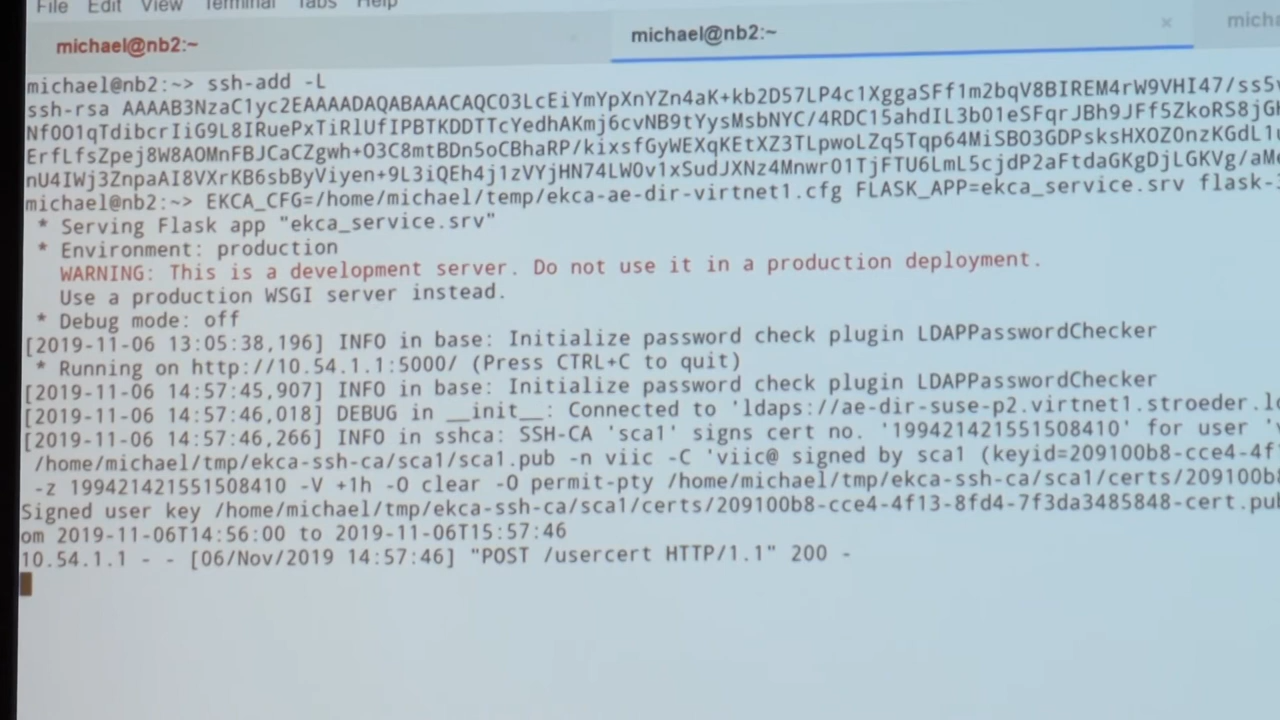 File Edit View Terminal Tabs Help
michael@nb2:~
michael@nb2:~ ×
micha
michael@nb2:~> ssh-add -L
ssh-rsa AAAAB3NzaC1yc2EAAAADAQABAAACAQC03LcEiYmYpXnYZn4aK+kb2D57LP4c1XggaSFf1m2bqV8BIREM4rW9VHI47/ss5v
Nf0O1qTdibcrIiG9L8IRuePxTiRlUfIPBTKDDTTcYedhAKmj6cvNB9tYysMsbNYC/4RDC15ahdIL3b01eSFqrJBh9JFf5ZkoRS8jGh
ErfLfsZpej8W8AOMnFBJCaCZgwh+O3C8mtBDn5oCBhaRP/kixsfGyWEXqKEtXZ3TLpwoLZq5Tqp64MiSBO3GDPsksHXOZOnzKGdL1
nU4IWj3ZnpaAI8VXrKB6sbByViyen+9L3iQEh4j1zVYjHN74LW0v1xSudJXNz4Mnwr01TjFTU6LmL5cjdP2aFtdaGKgDjLGKVg/aM
michael@nb2:~> EKCA_CFG=/home/michael/temp/ekca-ae-dir-virtnet1.cfg FLASK_APP=ekca_service.srv flask-
* Serving Flask app "ekca_service.srv"
* Environment: production
WARNING: This is a development server. Do not use it in a production deployment.
Use a production WSGI server instead.
* Debug mode: off
[2019-11-06 13:05:38,196] INFO in base: Initialize password check plugin LDAPPasswordChecker
* Running on http://10.54.1.1:5000/ (Press CTRL+C to quit)
[2019-11-06 14:57:45,907] INFO in base: Initialize password check plugin LDAPPasswordChecker
[2019-11-06 14:57:46,018] DEBUG in __init__: Connected to 'ldaps://ae-dir-suse-p2.virtnet1.stroeder.lo
[2019-11-06 14:57:46,266] INFO in sshca: SSH-CA 'sca1' signs cert no. '199421421551508410' for user 'v
/home/michael/tmp/ekca-ssh-ca/sca1/sca1.pub -n viic -C 'viic@ signed by sca1 (keyid=209100b8-cce4-4f
-z 199421421551508410 -V +1h -O clear -O permit-pty /home/michael/tmp/ekca-ssh-ca/sca1/certs/209100b8
Signed user key /home/michael/tmp/ekca-ssh-ca/sca1/certs/209100b8-cce4-4f13-8fd4-7f3da3485848-cert.pub
om 2019-11-06T14:56:00 to 2019-11-06T15:57:46
10.54.1.1 - - [06/Nov/2019 14:57:46] "POST /usercert HTTP/1.1" 200 -